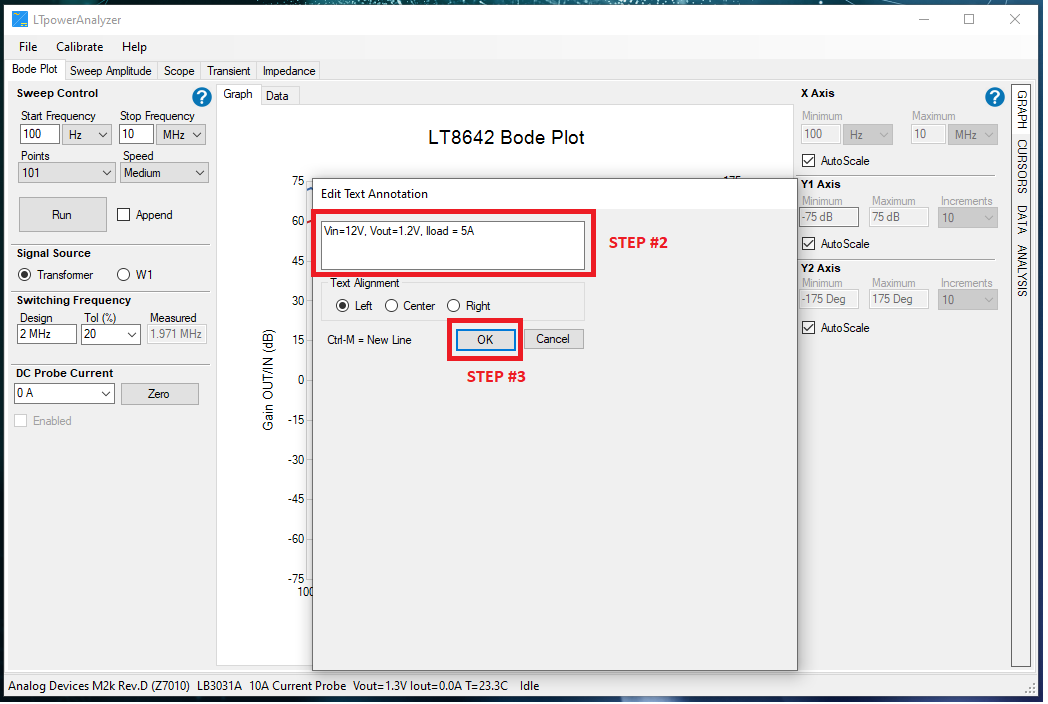 LTpowerAnalyzer
File Calibrate Help
Bode Plot Sweep Amplitude Scope Transient Impedance
Sweep Control
Start Frequency Stop Frequency
100 Hz 10 MHz
Points Speed
101 Medium
Run Append
Signal Source
Transformer W1
Switching Frequency
Design Tol (%) Measured
2 MHz 20 1.971 MHz
DC Probe Current
0 A Zero
Enabled
Graph Data
LT8642 Bode Plot
Gain OUT/IN (dB)
75
60
45
30
15
0
-15
-30
-45
-60
-75
100
175
Edit Text Annotation
Vin=12V, Vout=1.2V, Iload = 5A
STEP #2
Text Alignment
Left Center Right
Ctrl-M = New Line OK Cancel
STEP #3
X Axis
Minimum Maximum
100 Hz 10 MHz
AutoScale
Y1 Axis
Minimum Maximum Increments
-75 dB 75 dB 10
AutoScale
Y2 Axis
Minimum Maximum Increments
-175 Deg 175 Deg 10
AutoScale
GRAPH CURSORS DATA ANALYSIS
Analog Devices M2k Rev.D (Z7010) LB3031A 10A Current Probe Vout=1.3V Iout=0.0A T=23.3C Idle